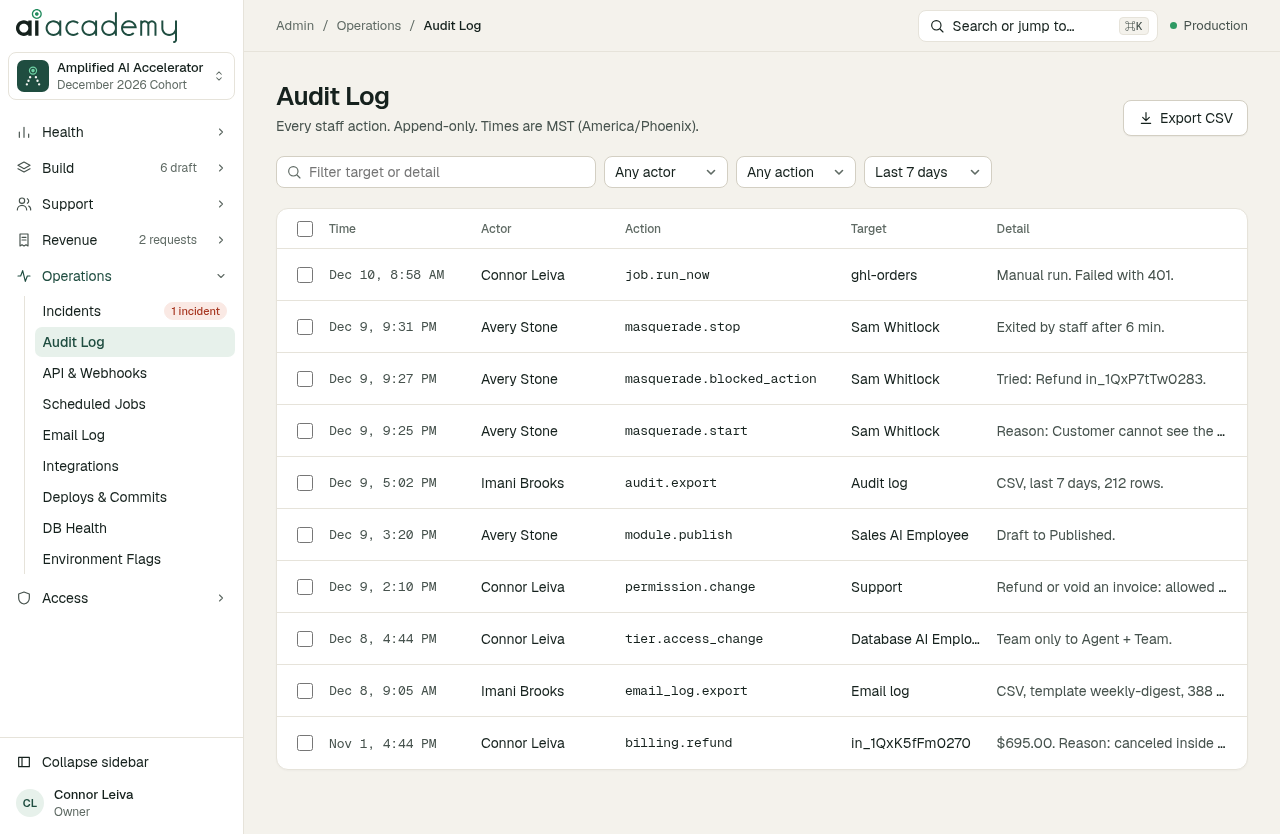 ai academy
Amplified AI Accelerator
December 2026 Cohort
Health
Build 6 draft
Support
Revenue 2 requests
Operations
Incidents 1 incident
Audit Log
API & Webhooks
Scheduled Jobs
Email Log
Integrations
Deploys & Commits
DB Health
Environment Flags
Access
Collapse sidebar
CL
Connor Leiva
Owner
Admin / Operations / Audit Log
Search or jump to… ⌘K
Production
Audit Log
Every staff action. Append-only. Times are MST (America/Phoenix).
Export CSV
Filter target or detail
Any actor
Any action
Last 7 days
Time Actor Action Target Detail
Dec 10, 8:58 AM Connor Leiva job.run_now ghl-orders Manual run. Failed with 401.
Dec 9, 9:31 PM Avery Stone masquerade.stop Sam Whitlock Exited by staff after 6 min.
Dec 9, 9:27 PM Avery Stone masquerade.blocked_action Sam Whitlock Tried: Refund in_1QxP7tTw0283.
Dec 9, 9:25 PM Avery Stone masquerade.start Sam Whitlock Reason: Customer cannot see the …
Dec 9, 5:02 PM Imani Brooks audit.export Audit log CSV, last 7 days, 212 rows.
Dec 9, 3:20 PM Avery Stone module.publish Sales AI Employee Draft to Published.
Dec 9, 2:10 PM Connor Leiva permission.change Support Refund or void an invoice: allowed …
Dec 8, 4:44 PM Connor Leiva tier.access_change Database AI Emplo… Team only to Agent + Team.
Dec 8, 9:05 AM Imani Brooks email_log.export Email log CSV, template weekly-digest, 388 …
Nov 1, 4:44 PM Connor Leiva billing.refund in_1QxK5fFm0270 $695.00. Reason: canceled inside …